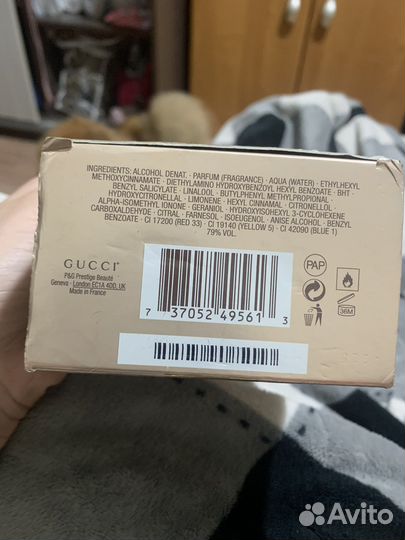 INGREDIENTS: ALCOHOL DENAT. · PARFUM (FRAGRANCE) · AQUA (WATER) · ETHYLHEXYL
METHOXYCINNAMATE · DIETHYLAMINO HYDROXYBENZOYL HEXYL BENZOATE · BHT ·
BENZYL SALICYLATE · LINALOOL · BUTYLPHENYL METHYLPROPIONAL ·
HYDROXYCITRONELLAL · LIMONENE · HEXYL CINNAMAL · CITRONELLOL ·
ALPHA-ISOMETHYL IONONE · GERANIOL · HYDROXYISOHEXYL 3-CYCLOHEXENE
CARBOXALDEHYDE · CITRAL · FARNESOL · ISOEUGENOL · ANISE ALCOHOL · BENZYL
BENZOATE · CI 17200 (RED 33) · CI 19140 (YELLOW 5) · CI 42090 (BLUE 1)
79% VOL.
GUCCI
P&G Prestige Beauté
Geneva - London EC1A 4DD, UK
Made in France
7 37052 49561 3
PAP
36M
Avito